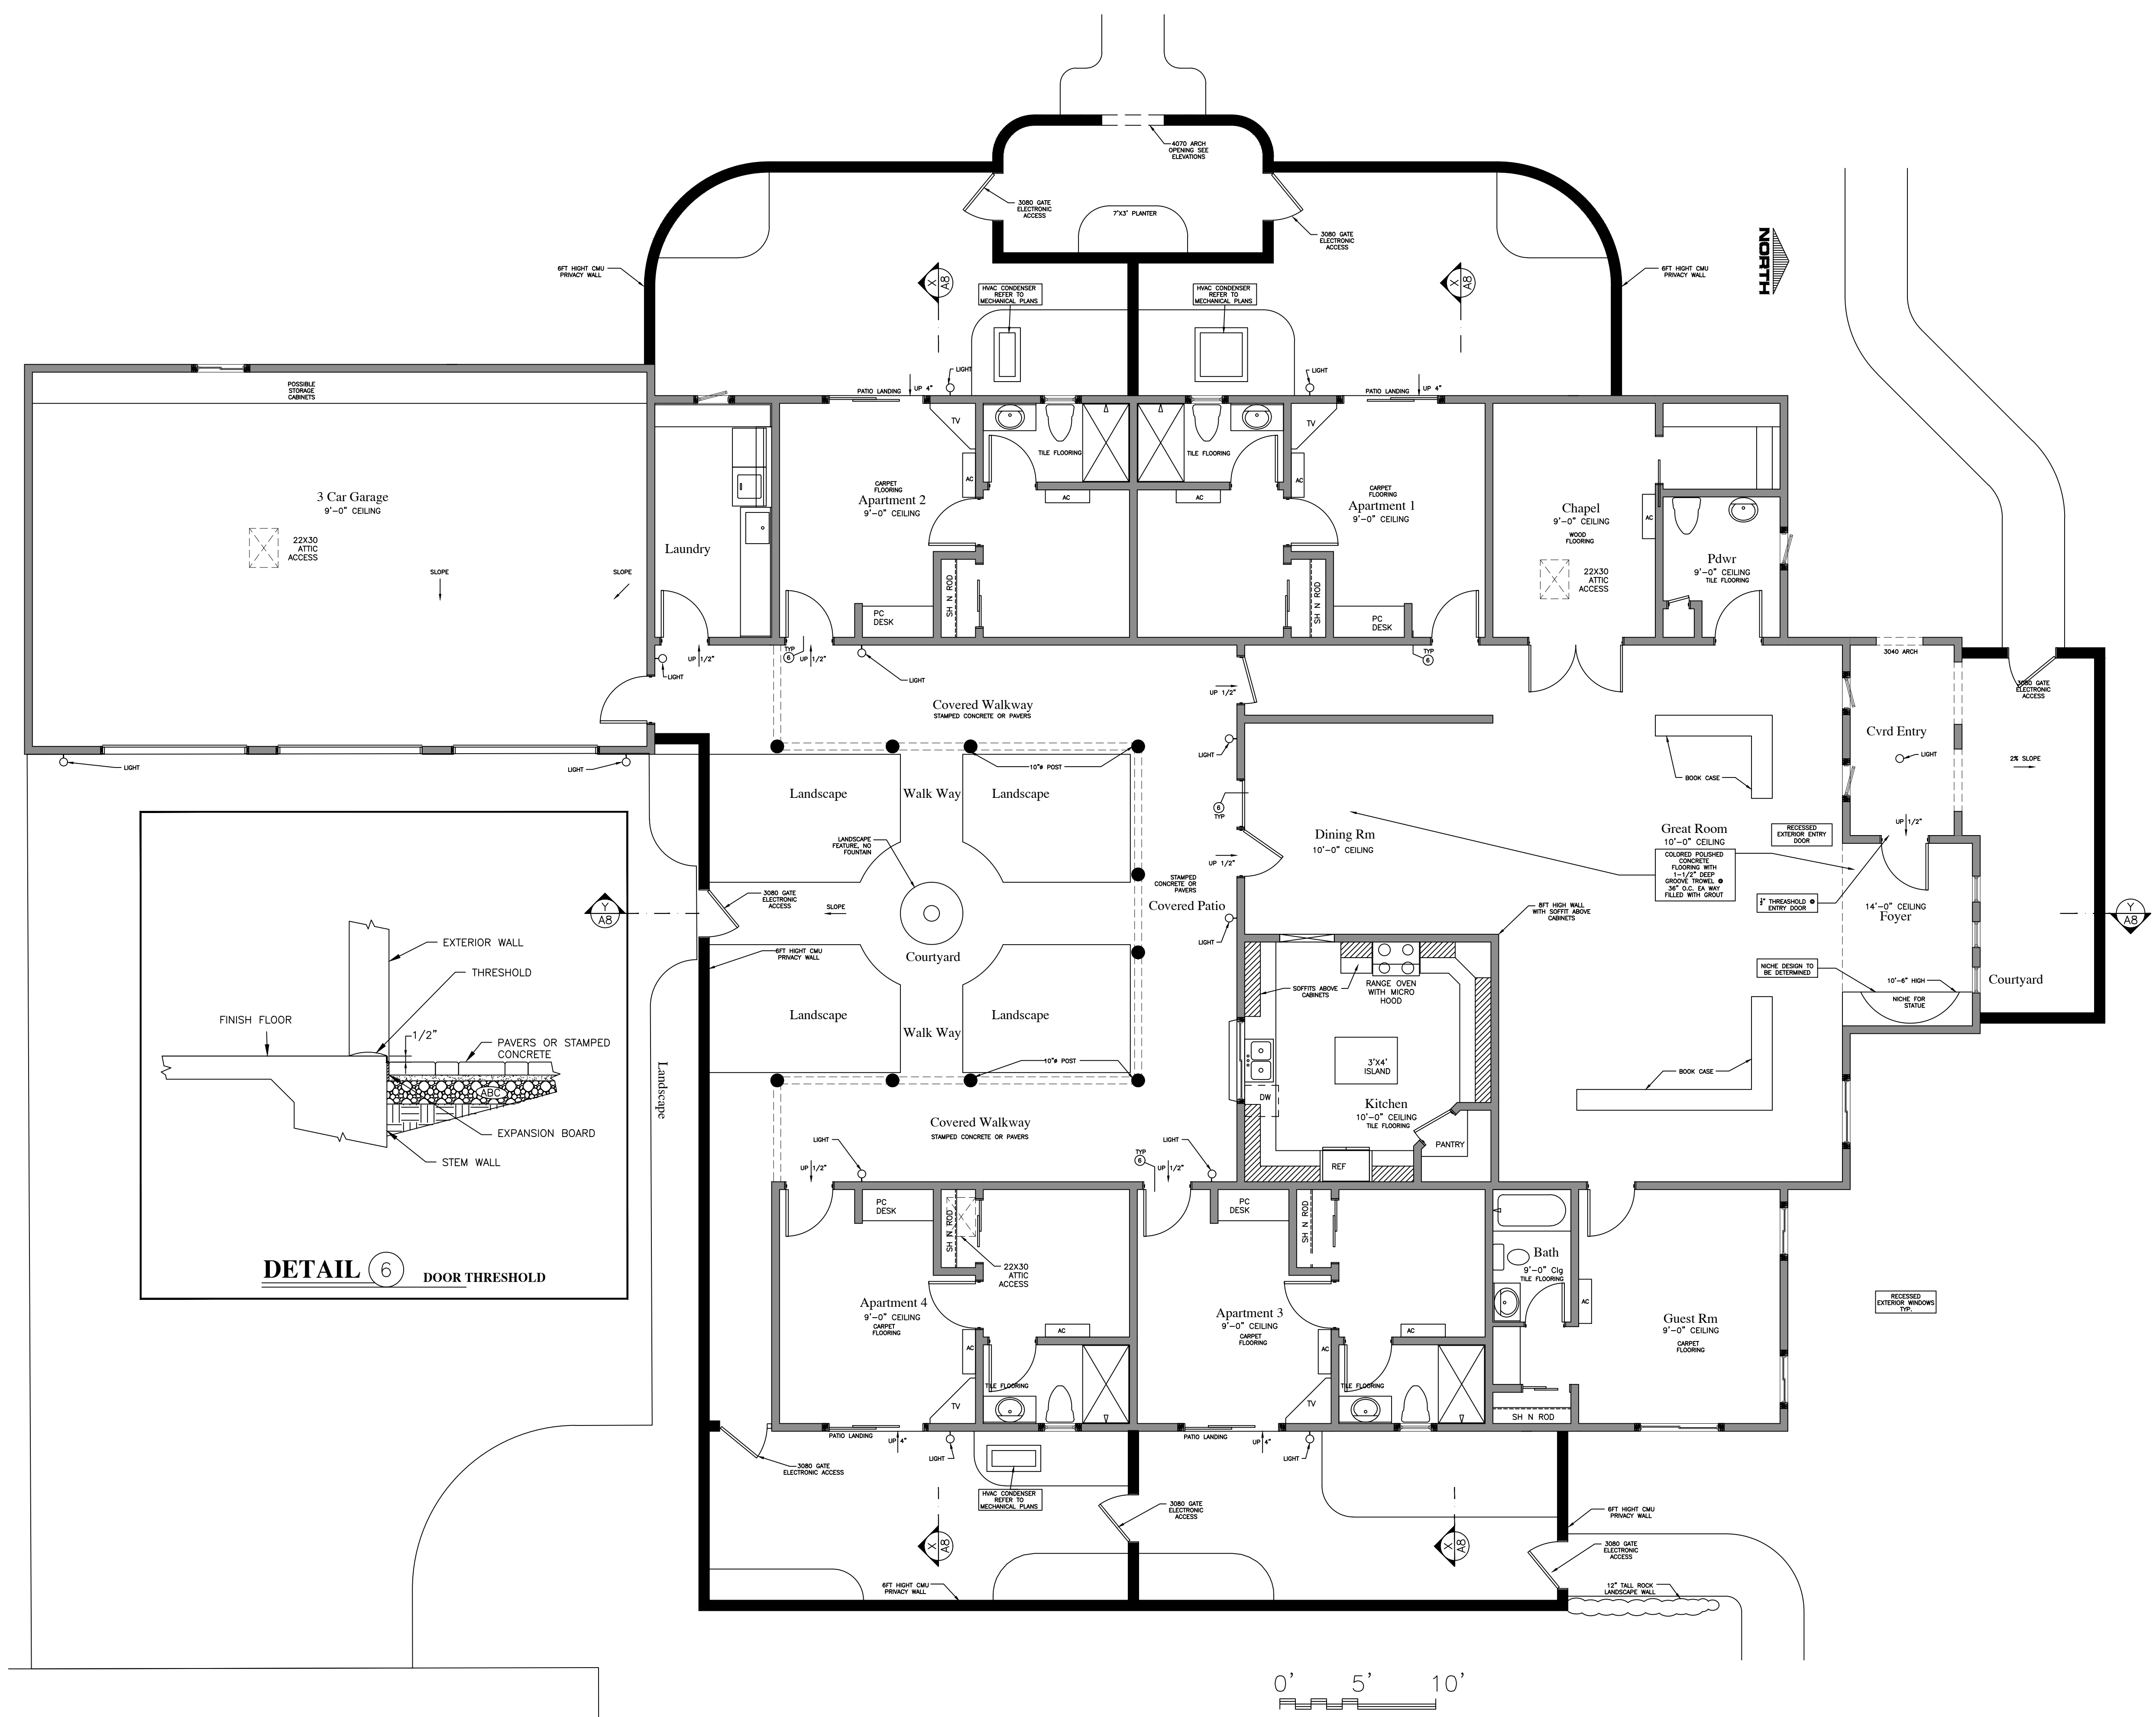 4070 ARCH
OPENING SEE
ELEVATIONS
3080 GATE
ELECTRONIC
ACCESS
7'X3' PLANTER
3080 GATE
ELECTRONIC
ACCESS
NORTH
6FT HIGHT CMU
PRIVACY WALL
X
A8
HVAC CONDENSER
REFER TO
MECHANICAL PLANS
HVAC CONDENSER
REFER TO
MECHANICAL PLANS
X
A8
6FT HIGHT CMU
PRIVACY WALL
LIGHT
LIGHT
PATIO LANDING
UP 4"
PATIO LANDING
UP 4"
POSSIBLE
STORAGE
CABINETS
3 Car Garage
9'-0" CEILING
22X30
ATTIC
ACCESS
SLOPE
SLOPE
Laundry
CARPET
FLOORING
Apartment 2
9'-0" CEILING
TV
AC
TILE FLOORING
AC
SH N ROD
PC
DESK
TILE FLOORING
AC
TV
AC
CARPET
FLOORING
Apartment 1
9'-0" CEILING
SH N ROD
PC
DESK
Chapel
9'-0" CEILING
WOOD
FLOORING
22X30
ATTIC
ACCESS
AC
Pdwr
9'-0" CEILING
TILE FLOORING
UP 1/2"
TYP
6
UP 1/2"
LIGHT
LIGHT
TYP
6
UP 1/2"
Covered Walkway
STAMPED CONCRETE OR PAVERS
3040 ARCH
3080 GATE
ELECTRONIC
ACCESS
Cvrd Entry
LIGHT
2% SLOPE
UP 1/2"
LIGHT
LIGHT
LIGHT
10"ø POST
Landscape
Walk Way
Landscape
BOOK CASE
6
TYP
Dining Rm
10'-0" CEILING
UP 1/2"
Great Room
10'-0" CEILING
RECESSED
EXTERIOR ENTRY
DOOR
COLORED POLISHED
CONCRETE
FLOORING WITH
1-1/2" DEEP
GROOVE TROWEL @
36" O.C. EA WAY
FILLED WITH GROUT
½" THREASHOLD @
ENTRY DOOR
14'-0" CEILING
Foyer
LANDSCAPE
FEATURE, NO
FOUNTAIN
STAMPED
CONCRETE OR
PAVERS
Covered Patio
LIGHT
3080 GATE
ELECTRONIC
ACCESS
SLOPE
Y
A8
Y
A8
6FT HIGHT CMU
PRIVACY WALL
Courtyard
8FT HIGH WALL
WITH SOFFIT ABOVE
CABINETS
NICHE DESIGN TO
BE DETERMINED
10'-6" HIGH
NICHE FOR
STATUE
Courtyard
SOFFITS ABOVE
CABINETS
RANGE OVEN
WITH MICRO
HOOD
3'X4'
ISLAND
DW
Kitchen
10'-0" CEILING
TILE FLOORING
PANTRY
REF
BOOK CASE
Landscape
Walk Way
Landscape
10"ø POST
Landscape
EXTERIOR WALL
THRESHOLD
FINISH FLOOR
1/2"
PAVERS OR STAMPED
CONCRETE
ABC
EXPANSION BOARD
STEM WALL
DETAIL 6 DOOR THRESHOLD
Covered Walkway
STAMPED CONCRETE OR PAVERS
LIGHT
LIGHT
UP 1/2"
TYP
6
UP 1/2"
PC
DESK
SH N ROD
22X30
ATTIC
ACCESS
Apartment 4
9'-0" CEILING
CARPET
FLOORING
AC
AC
TILE FLOORING
TV
PC
DESK
SH N ROD
Apartment 3
9'-0" CEILING
CARPET
FLOORING
AC
AC
TILE FLOORING
TV
Bath
9'-0" Clg
TILE FLOORING
AC
SH N ROD
Guest Rm
9'-0" CEILING
CARPET
FLOORING
RECESSED
EXTERIOR WINDOWS
TYP.
PATIO LANDING
UP 4"
LIGHT
PATIO LANDING
UP 4"
LIGHT
3080 GATE
ELECTRONIC ACCESS
HVAC CONDENSER
REFER TO
MECHANICAL PLANS
3080 GATE
ELECTRONIC
ACCESS
6FT HIGHT CMU
PRIVACY WALL
X
A8
X
A8
3080 GATE
ELECTRONIC
ACCESS
6FT HIGHT CMU
PRIVACY WALL
12" TALL ROCK
LANDSCAPE WALL
0' 5' 10'